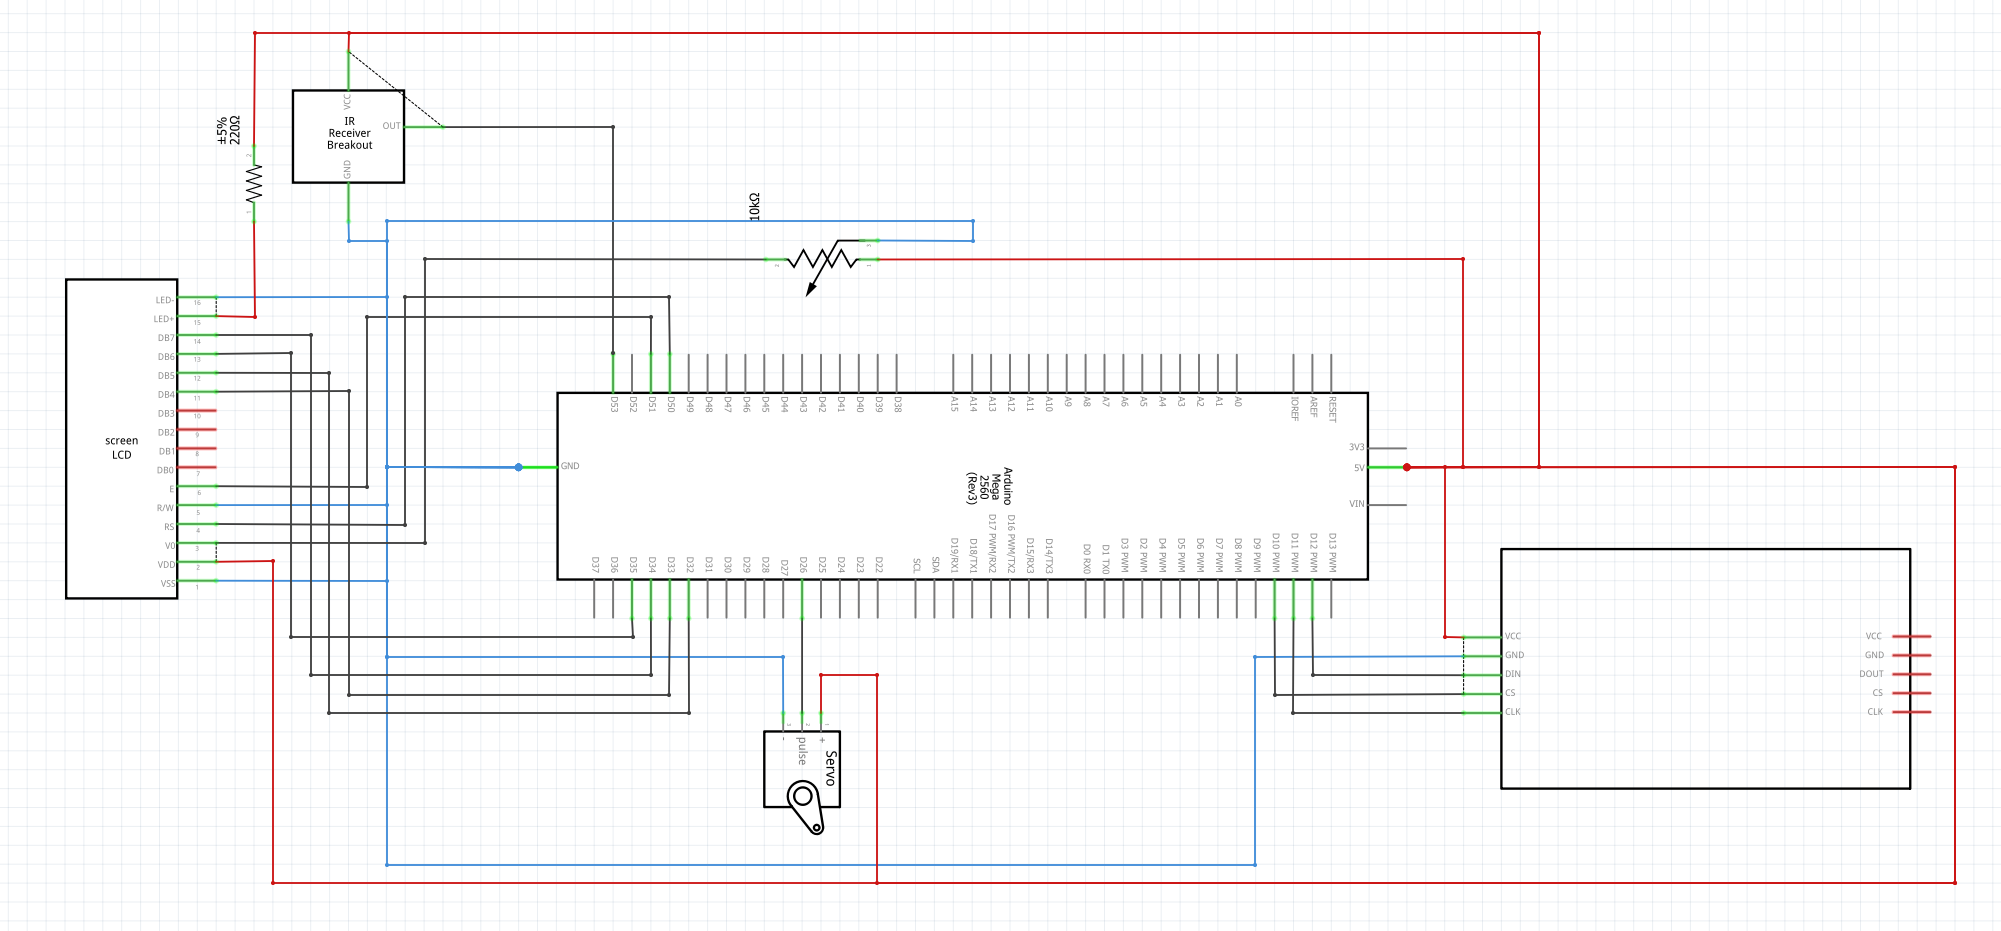 ±5%
220Ω
VCC
OUT
IR
Receiver
Breakout
GND
2
1
10kΩ
3
2
1
LED-
16
LED+
15
DB7
14
DB6
13
DB5
12
DB4
11
DB3
10
DB2
9
DB1
8
DB0
7
E
6
R/W
5
RS
4
V0
3
VDD
2
VSS
1
screen
LCD
D53
D52
D51
D50
D49
D48
D47
D46
D45
D44
D43
D42
D41
D40
D39
D38
A15
A14
A13
A12
A11
A10
A9
A8
A7
A6
A5
A4
A3
A2
A1
A0
IOREF
AREF
RESET
GND
3V3
5V
VIN
Arduino
Mega
2560
(Rev3)
D37
D36
D35
D34
D33
D32
D31
D30
D29
D28
D27
D26
D25
D24
D23
D22
SCL
SDA
D19/RX1
D18/TX1
D17 PWM/RX2
D16 PWM/TX2
D15/RX3
D14/TX3
D0 RX0
D1 TX0
D3 PWM
D2 PWM
D4 PWM
D5 PWM
D6 PWM
D7 PWM
D8 PWM
D9 PWM
D10 PWM
D11 PWM
D12 PWM
D13 PWM
3
2
1
-
pulse
+
Servo
VCC
GND
DIN
CS
CLK
VCC
GND
DOUT
CS
CLK